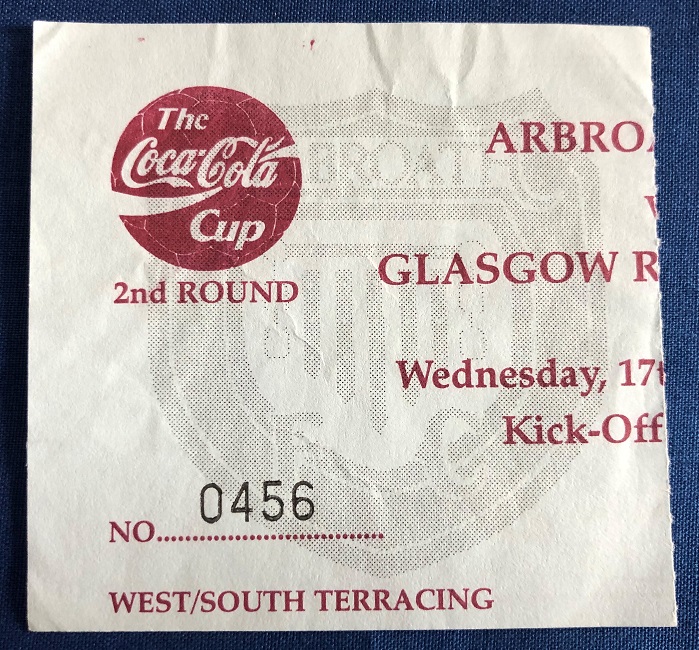 The
Coca-Cola
Cup
2nd ROUND
ARBROA
V
GLASGOW R
Wednesday, 17t
Kick-Off
NO.................................
0456
WEST/SOUTH TERRACING